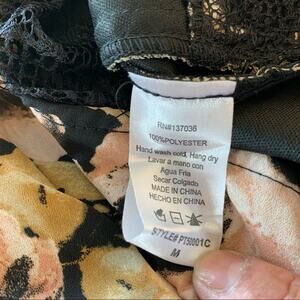 RN#137036
100%POLYESTER
Hand wash cold, Hang dry
Lavar a mano con
Agua Fria
Secar Colgado
MADE IN CHINA
HECHO EN CHINA
STYLE# PT50001C
M